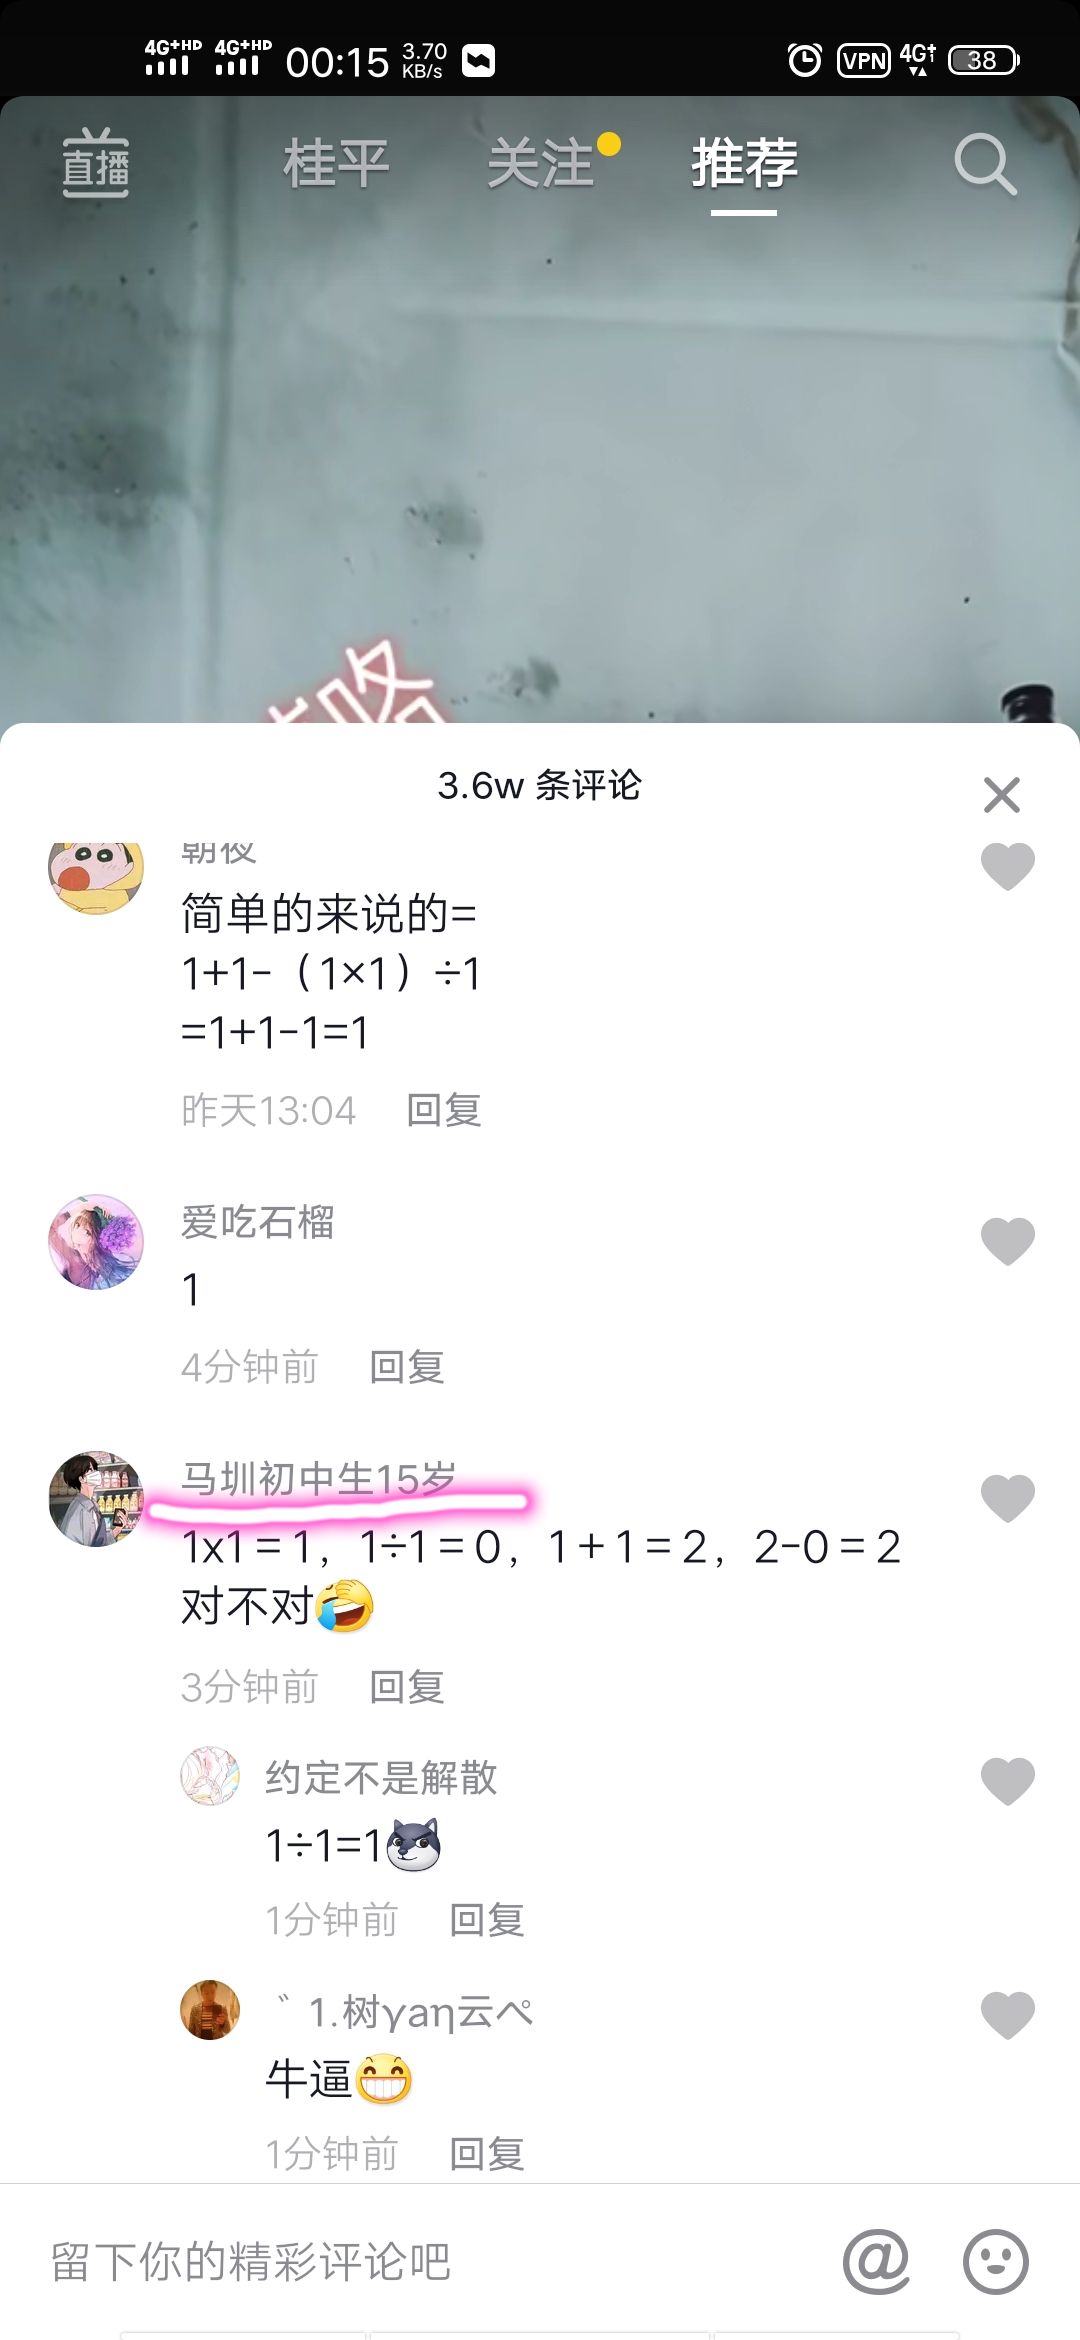 4G+HD 4G+HD 00:15 3.70 KB/s VPN 4G+ 38
直播 桂平 关注 推荐
咯
3.6w 条评论
朝夜
简单的来说的=
1+1-（1×1）÷1
=1+1-1=1
昨天13:04 回复
爱吃石榴
1
4分钟前 回复
马圳初中生15岁
1x1＝1，1÷1＝0，1＋1＝2，2-0＝2
对不对🤣
3分钟前 回复
约定不是解散
1÷1=1
1分钟前 回复
゛1.树γaη云ペ
牛逼😁
1分钟前 回复
留下你的精彩评论吧